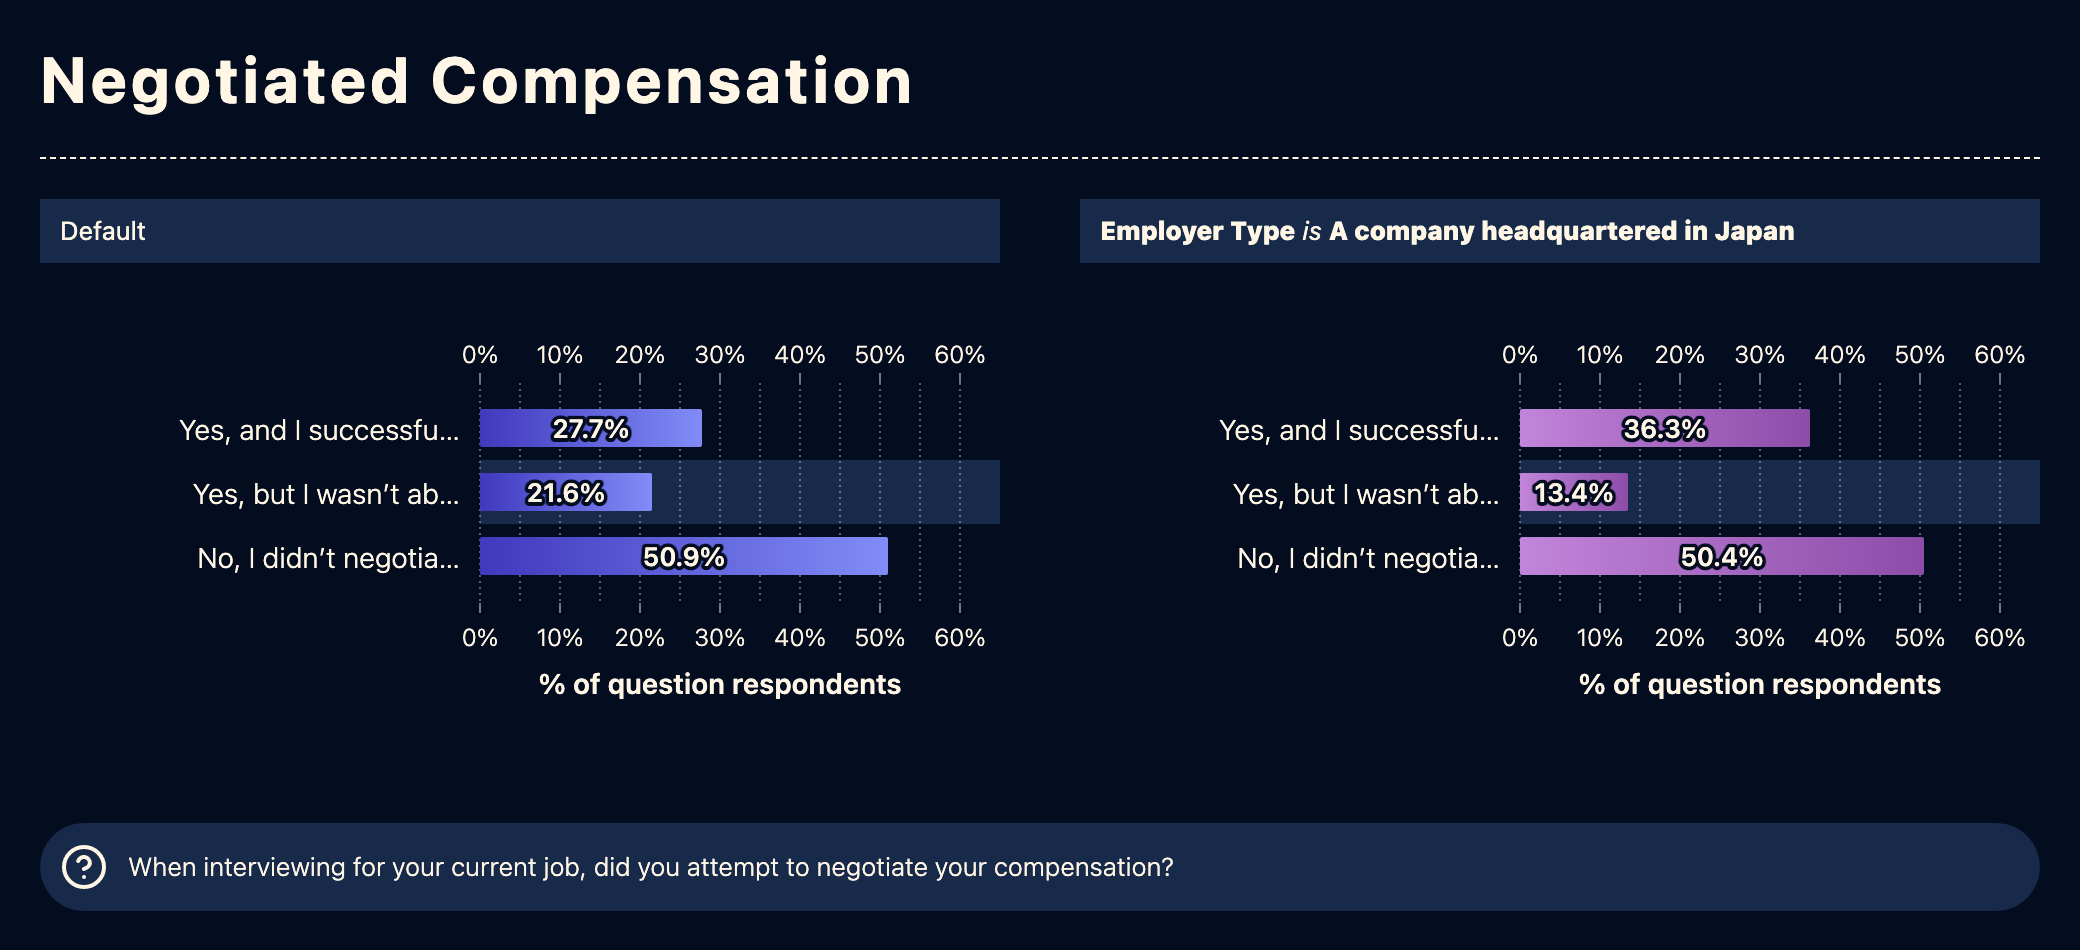 Negotiated Compensation
Default
0% 10% 20% 30% 40% 50% 60%
Yes, and I successfu... 27.7%
Yes, but I wasn’t ab... 21.6%
No, I didn’t negotia... 50.9%
0% 10% 20% 30% 40% 50% 60%
% of question respondents
Employer Type is A company headquartered in Japan
0% 10% 20% 30% 40% 50% 60%
Yes, and I successfu... 36.3%
Yes, but I wasn’t ab... 13.4%
No, I didn’t negotia... 50.4%
0% 10% 20% 30% 40% 50% 60%
% of question respondents
? When interviewing for your current job, did you attempt to negotiate your compensation?